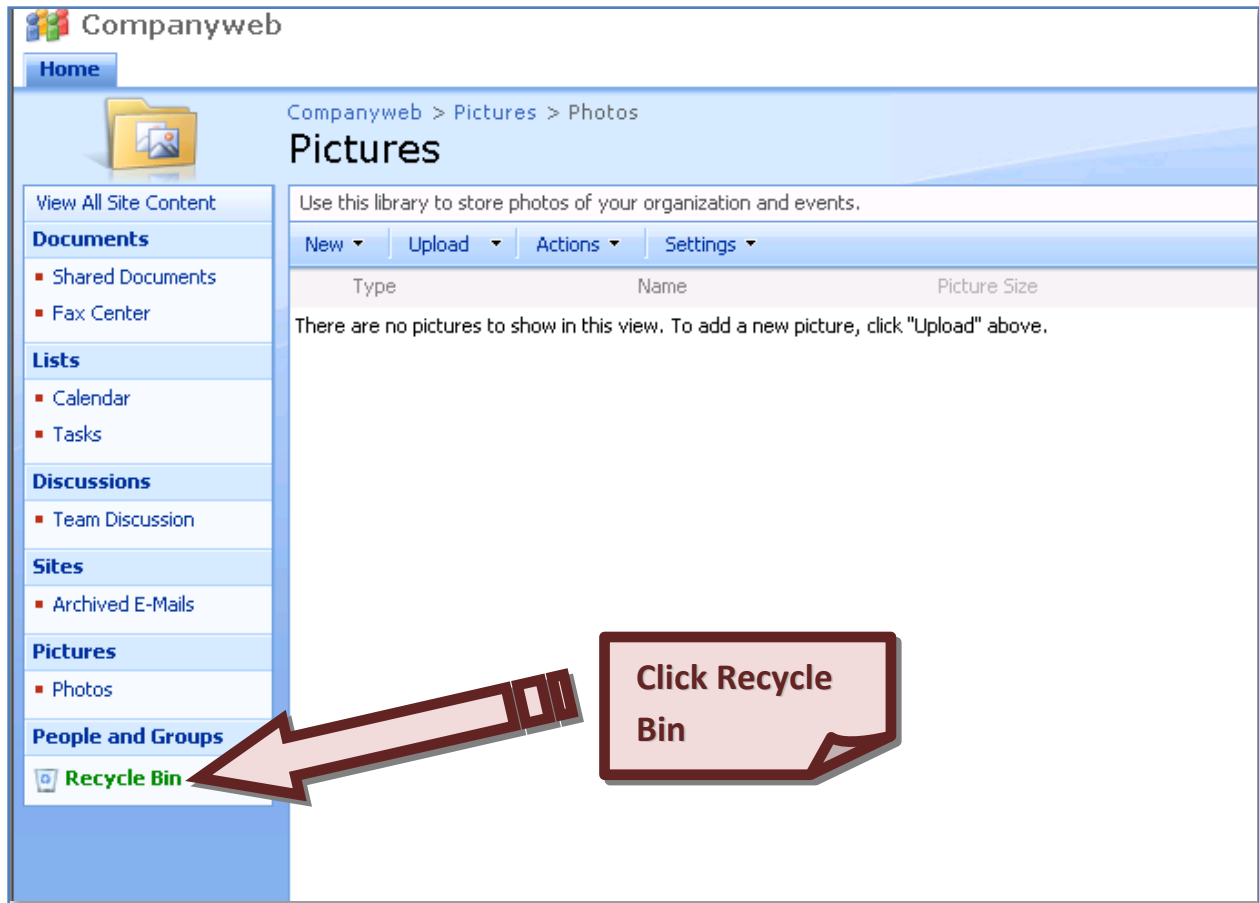 Companyweb
Home
Companyweb > Pictures > Photos
Pictures
View All Site Content
Documents
Shared Documents
Fax Center
Lists
Calendar
Tasks
Discussions
Team Discussion
Sites
Archived E-Mails
Pictures
Photos
People and Groups
Recycle Bin
Use this library to store photos of your organization and events.
New Upload Actions Settings
Type Name Picture Size
There are no pictures to show in this view. To add a new picture, click "Upload" above.
Click Recycle
Bin